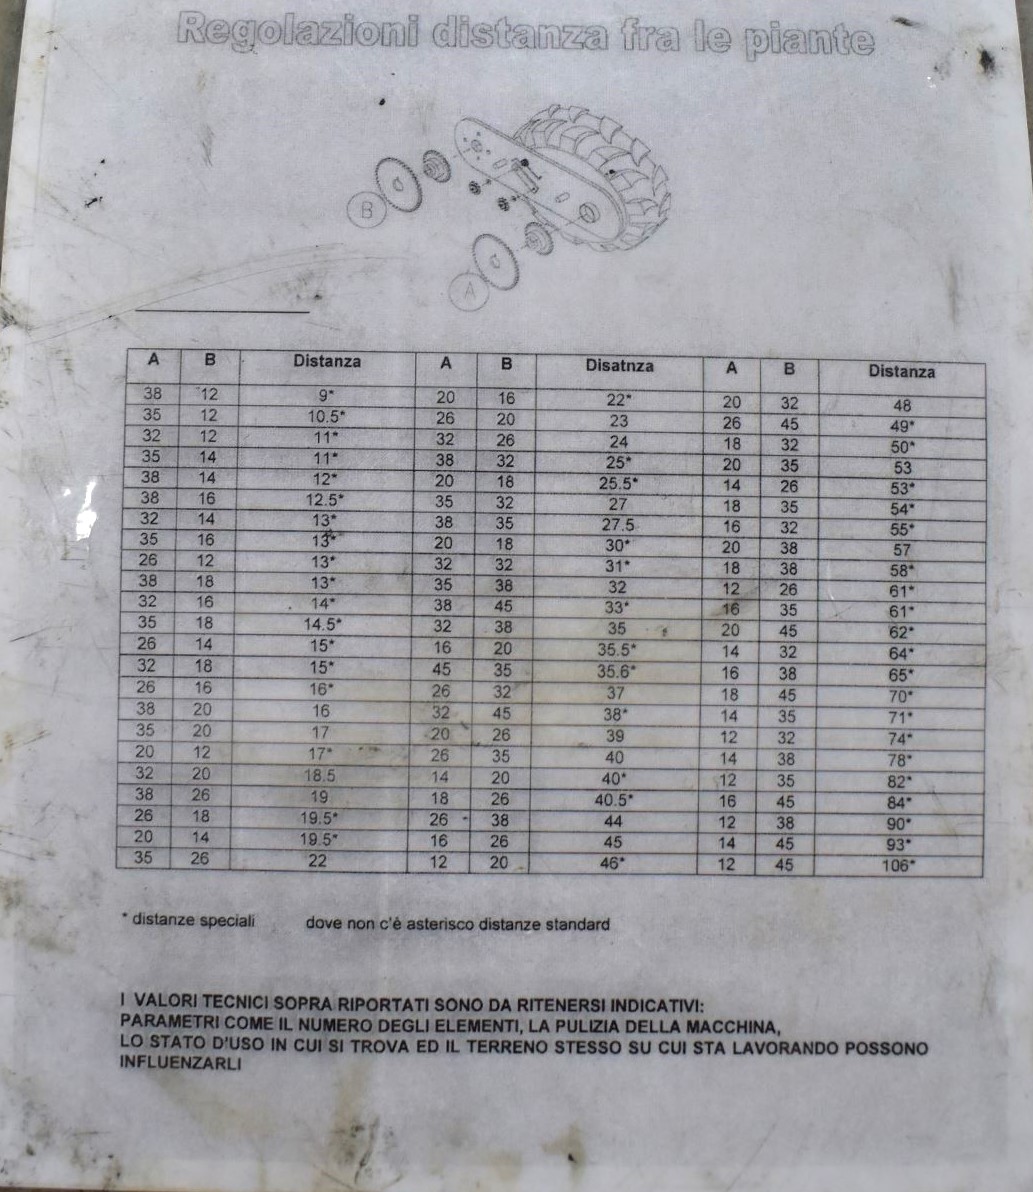 Regolazioni distanza fra le piante
B
A
A B Distanza A B Disatnza A B Distanza
38 12 9* 20 16 22* 20 32 48
35 12 10.5* 26 20 23 26 45 49*
32 12 11* 32 26 24 18 32 50*
35 14 11* 38 32 25* 20 35 53
38 14 12* 20 18 25.5* 14 26 53*
38 16 12.5* 35 32 27 18 35 54*
32 14 13* 38 35 27.5 16 32 55*
35 16 13* 20 18 30* 20 38 57
26 12 13* 32 32 31* 18 38 58*
38 18 13* 35 38 32 12 26 61*
32 16 14* 38 45 33* 16 35 61*
35 18 14.5* 32 38 35 20 45 62*
26 14 15* 16 20 35.5* 14 32 64*
32 18 15* 45 35 35.6* 16 38 65*
26 16 16* 26 32 37 18 45 70*
38 20 16 32 45 38* 14 35 71*
35 20 17 20 26 39 12 32 74*
20 12 17* 26 35 40 14 38 78*
32 20 18.5 14 20 40* 12 35 82*
38 26 19 18 26 40.5* 16 45 84*
26 18 19.5* 26 38 44 12 38 90*
20 14 19.5* 16 26 45 14 45 93*
35 26 22 12 20 46* 12 45 106*
* distanze speciali dove non c'è asterisco distanze standard
I VALORI TECNICI SOPRA RIPORTATI SONO DA RITENERSI INDICATIVI:
PARAMETRI COME IL NUMERO DEGLI ELEMENTI, LA PULIZIA DELLA MACCHINA,
LO STATO D'USO IN CUI SI TROVA ED IL TERRENO STESSO SU CUI STA LAVORANDO POSSONO
INFLUENZARLI